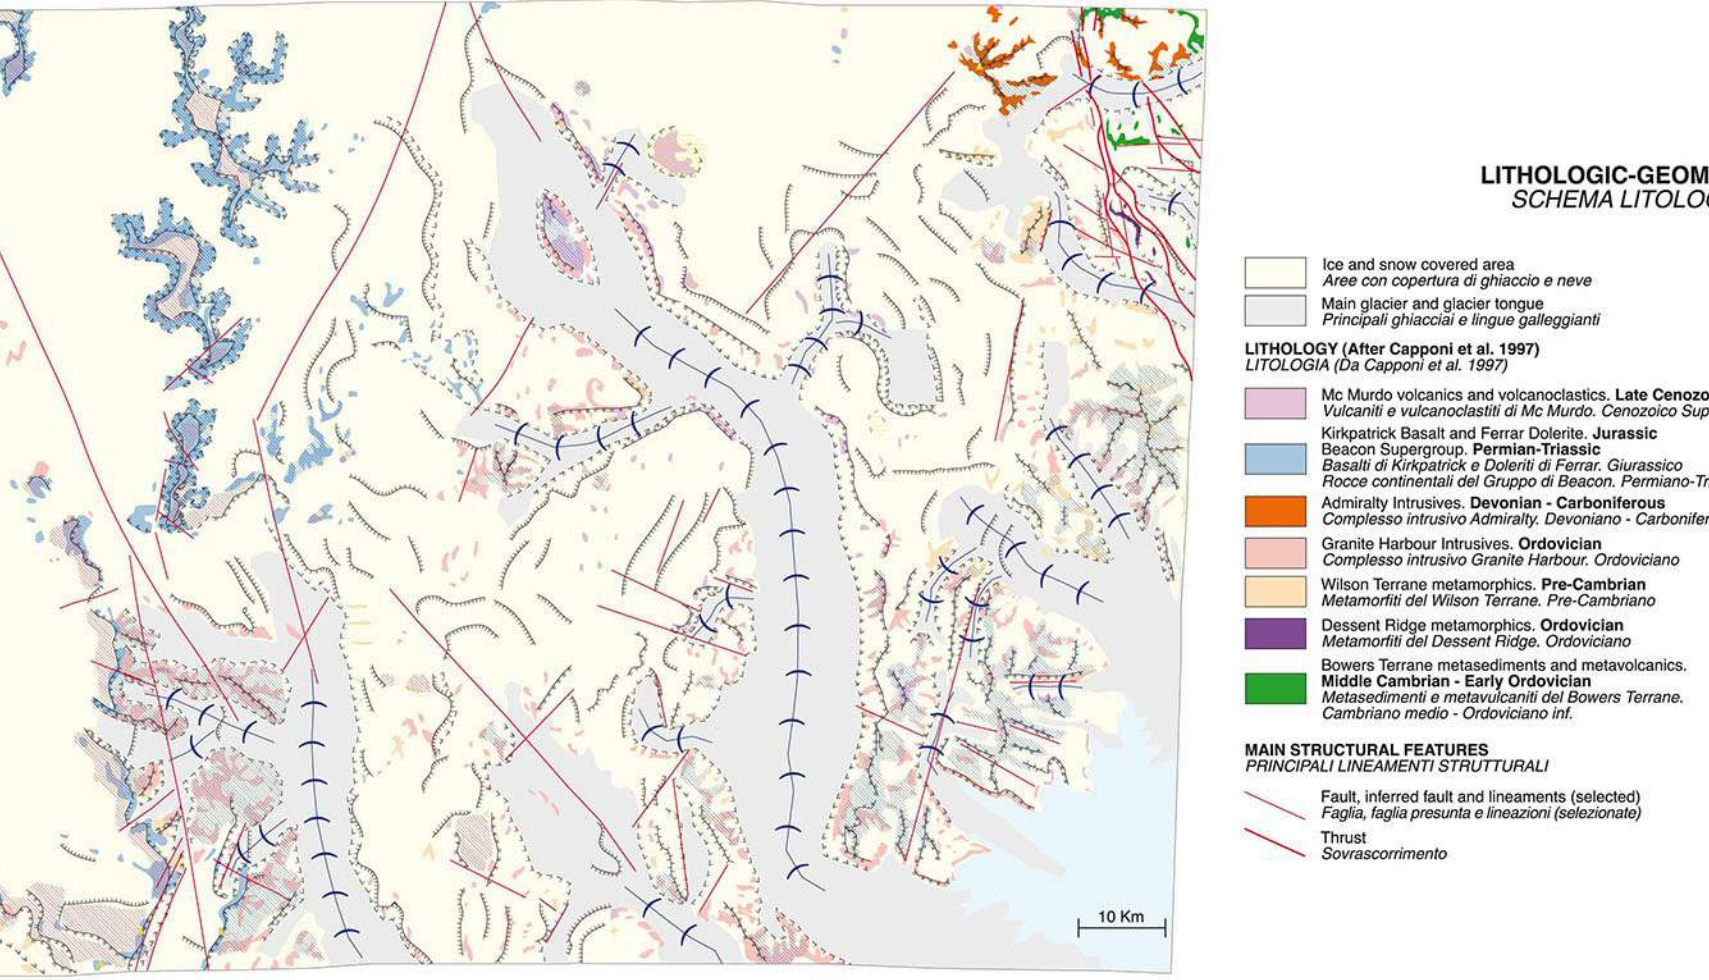 LITHOLOGIC-GEOM
SCHEMA LITOLO
Ice and snow covered area
Aree con copertura di ghiaccio e neve
Main glacier and glacier tongue
Principali ghiacciai e lingue galleggianti
LITHOLOGY (After Capponi et al. 1997)
LITOLOGIA (Da Capponi et al. 1997)
Mc Murdo volcanics and volcanoclastics. Late Cenozo
Vulcaniti e vulcanoclastiti di Mc Murdo. Cenozoico Sup
Kirkpatrick Basalt and Ferrar Dolerite. Jurassic
Beacon Supergroup. Permian-Triassic
Basalti di Kirkpatrick e Doleriti di Ferrar. Giurassico
Rocce continentali del Gruppo di Beacon. Permiano-Tr
Admiralty Intrusives. Devonian - Carboniferous
Complesso intrusivo Admiralty. Devoniano - Carbonifer
Granite Harbour Intrusives. Ordovician
Complesso intrusivo Granite Harbour. Ordoviciano
Wilson Terrane metamorphics. Pre-Cambrian
Metamorfiti del Wilson Terrane. Pre-Cambriano
Dessent Ridge metamorphics. Ordovician
Metamorfiti del Dessent Ridge. Ordoviciano
Bowers Terrane metasediments and metavolcanics.
Middle Cambrian - Early Ordovician
Metasedimenti e metavulcaniti del Bowers Terrane.
Cambriano medio - Ordoviciano inf.
MAIN STRUCTURAL FEATURES
PRINCIPALI LINEAMENTI STRUTTURALI
Fault, inferred fault and lineaments (selected)
Faglia, faglia presunta e lineazioni (selezionate)
Thrust
Sovrascorrimento
10 Km